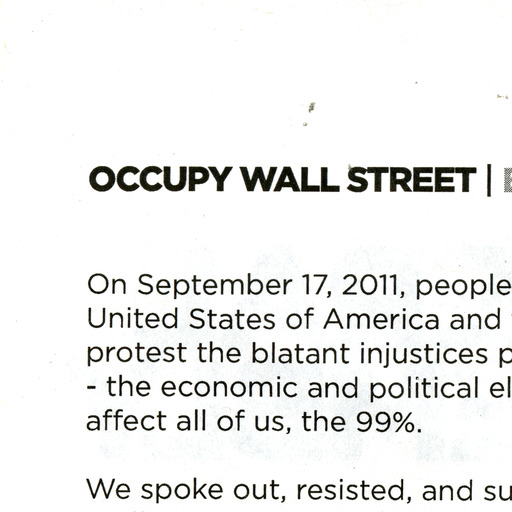 OCCUPY WALL STREET |
On September 17, 2011, people
United States of America and
protest the blatant injustices
- the economic and political
affect all of us, the 99%.
We spoke out, resisted, and